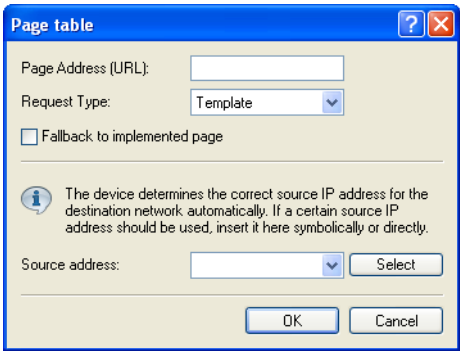 Page table
Page Address (URL):
Request Type: Template
Fallback to implemented page
The device determines the correct source IP address for the
destination network automatically. If a certain source IP
address should be used, insert it here symbolically or directly.
Source address: Select
OK Cancel